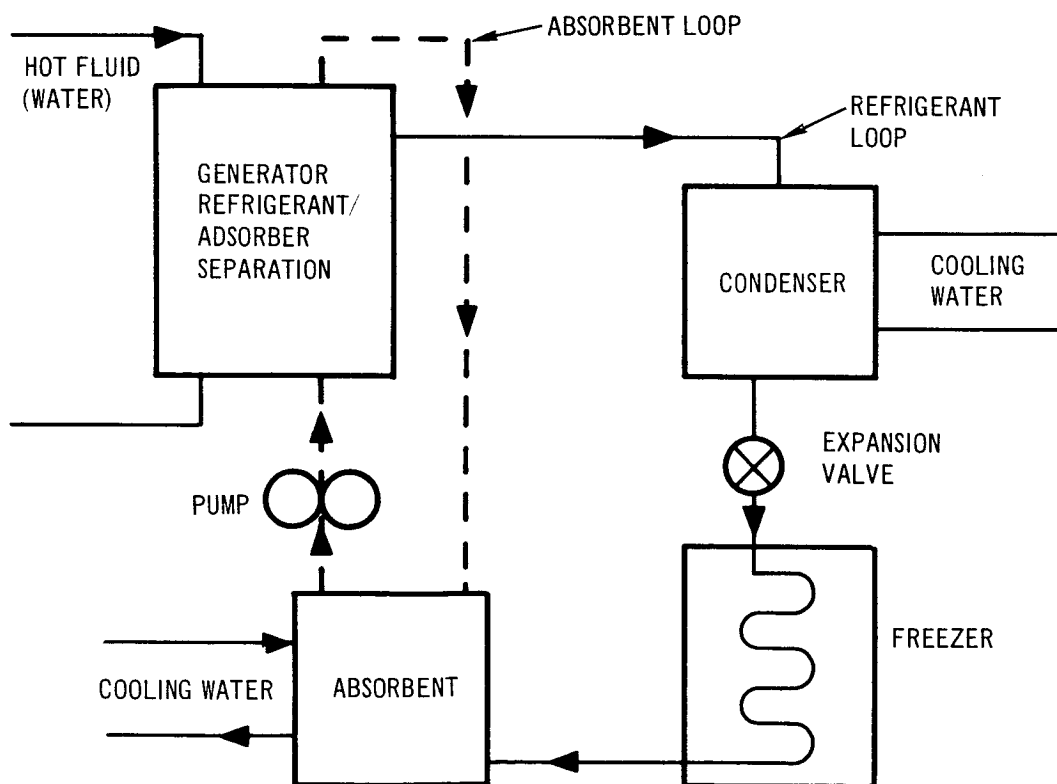 ABSORBENT LOOP
HOT FLUID
(WATER)
REFRIGERANT
LOOP
GENERATOR
REFRIGERANT/
ADSORBER
SEPARATION
CONDENSER
COOLING
WATER
EXPANSION
VALVE
PUMP
FREEZER
COOLING WATER
ABSORBENT